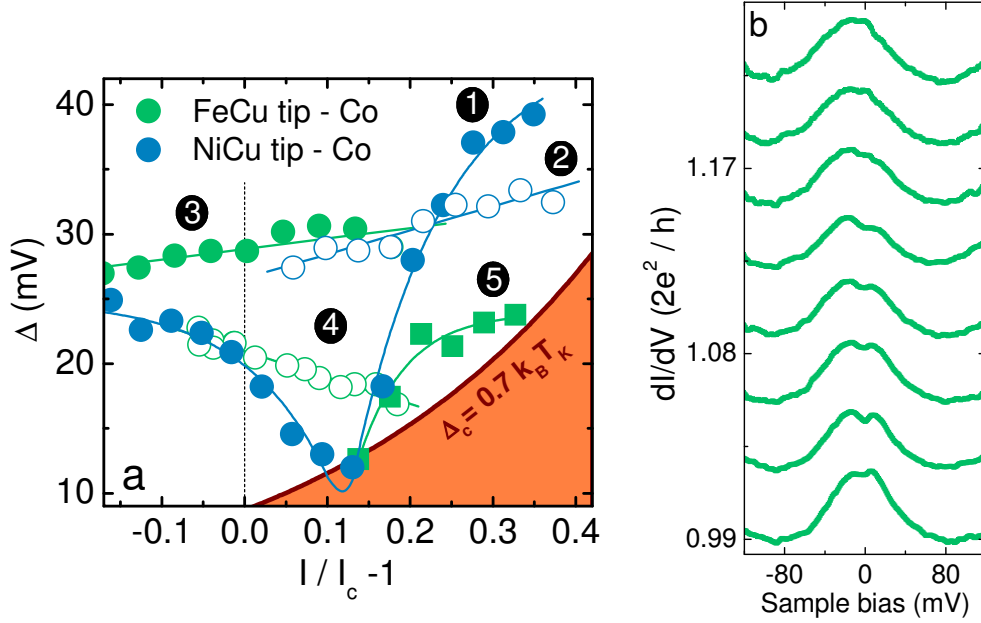 40
30
20
10
Δ (mV)
FeCu tip - Co
NiCu tip - Co
1
2
3
4
5
Δc = 0.7 kB TK
a
-0.1 0.0 0.1 0.2 0.3 0.4
I / Ic -1
b
1.17
1.08
0.99
dI/dV (2e² / h)
-80 0 80
Sample bias (mV)